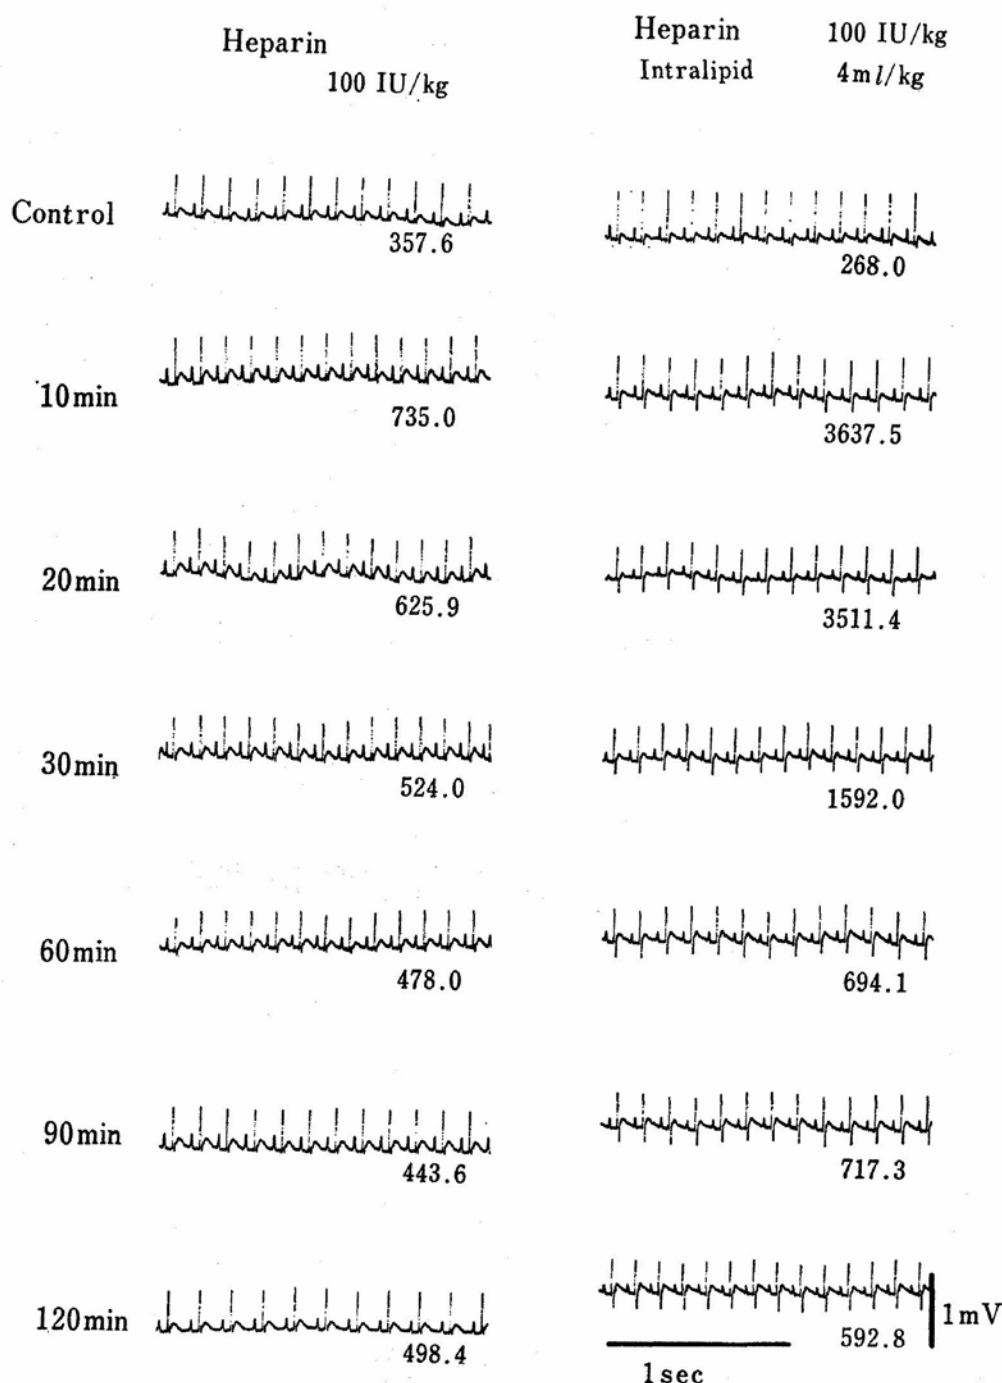 Heparin
100 IU/kg
Heparin 100 IU/kg
Intralipid 4ml/kg
Control
357.6
268.0
10min
735.0
3637.5
20min
625.9
3511.4
30min
524.0
1592.0
60min
478.0
694.1
90min
443.6
717.3
120min
498.4
592.8
1mV
1sec